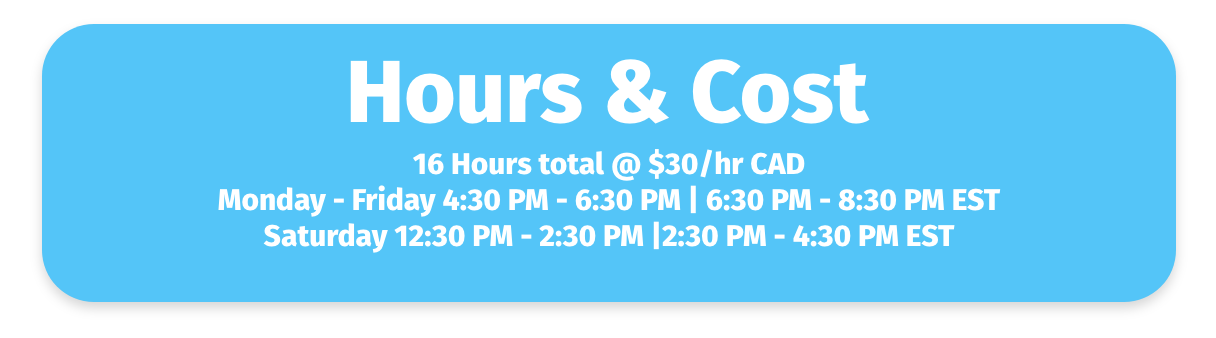 Hours & Cost
16 Hours total @ $30/hr CAD
Monday - Friday 4:30 PM - 6:30 PM | 6:30 PM - 8:30 PM EST
Saturday 12:30 PM - 2:30 PM |2:30 PM - 4:30 PM EST